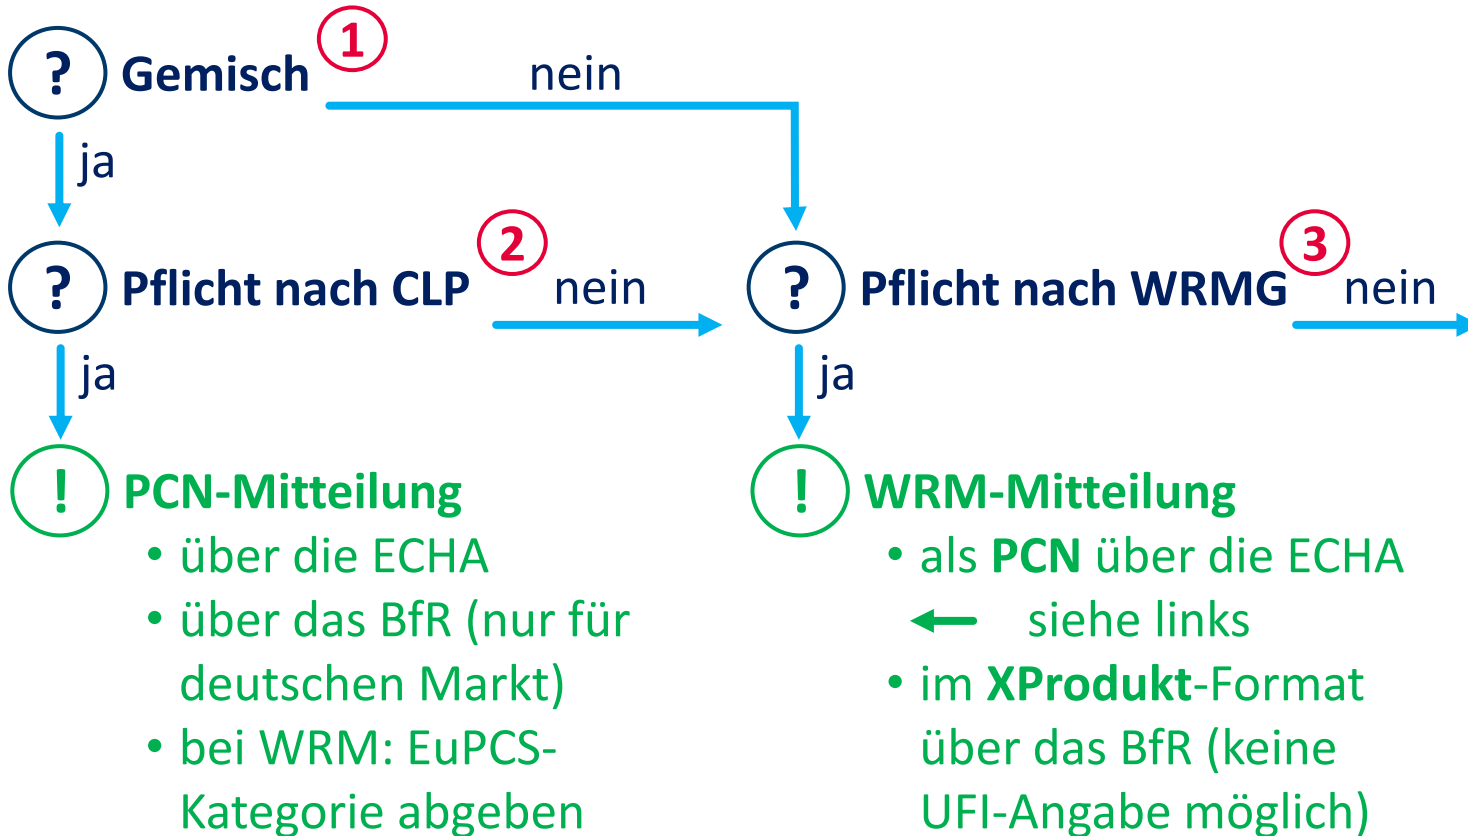 ? Gemisch 1 nein
ja
? Pflicht nach CLP 2 nein
? Pflicht nach WRMG 3 nein
ja
ja
! PCN-Mitteilung
• über die ECHA
• über das BfR (nur für
deutschen Markt)
• bei WRM: EuPCS-
Kategorie abgeben
! WRM-Mitteilung
• als PCN über die ECHA
siehe links
• im XProdukt-Format
über das BfR (keine
UFI-Angabe möglich)